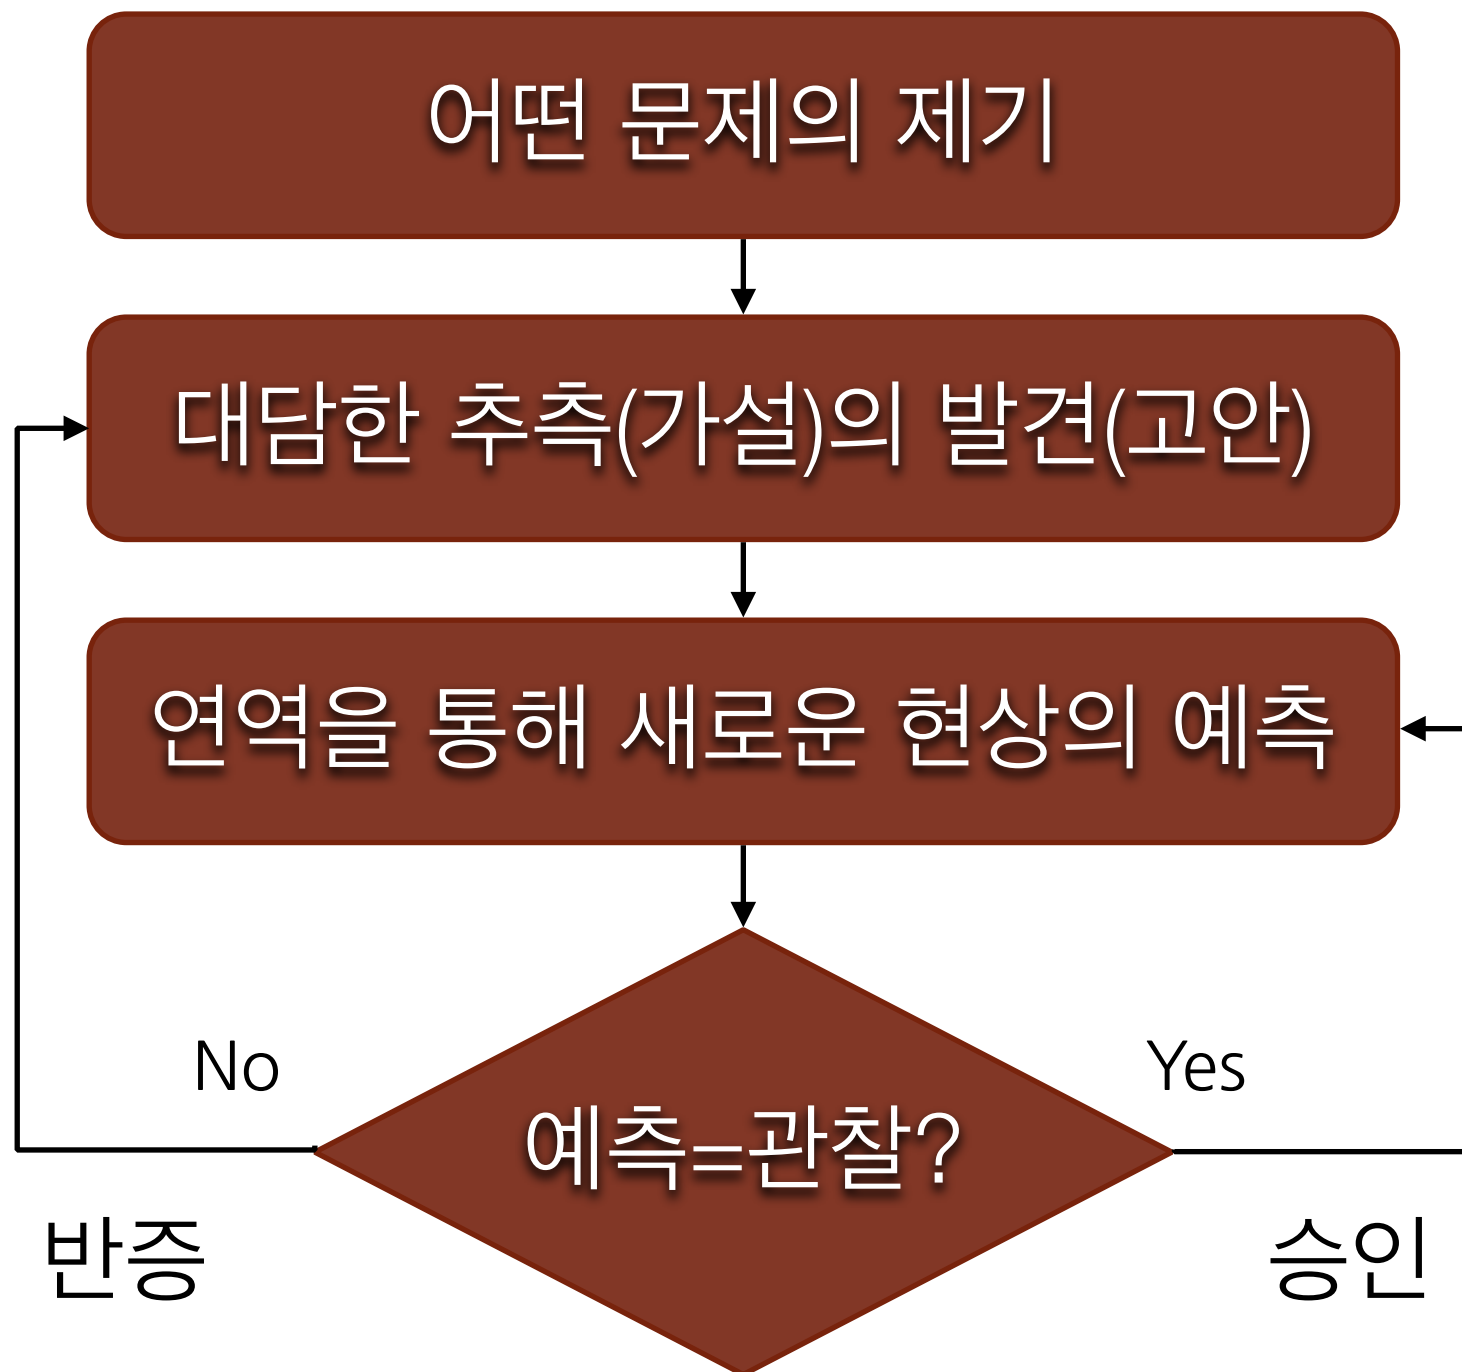 어떤 문제의 제기
대담한 추측(가설)의 발견(고안)
연역을 통해 새로운 현상의 예측
No
Yes
예측=관찰?
반증
승인